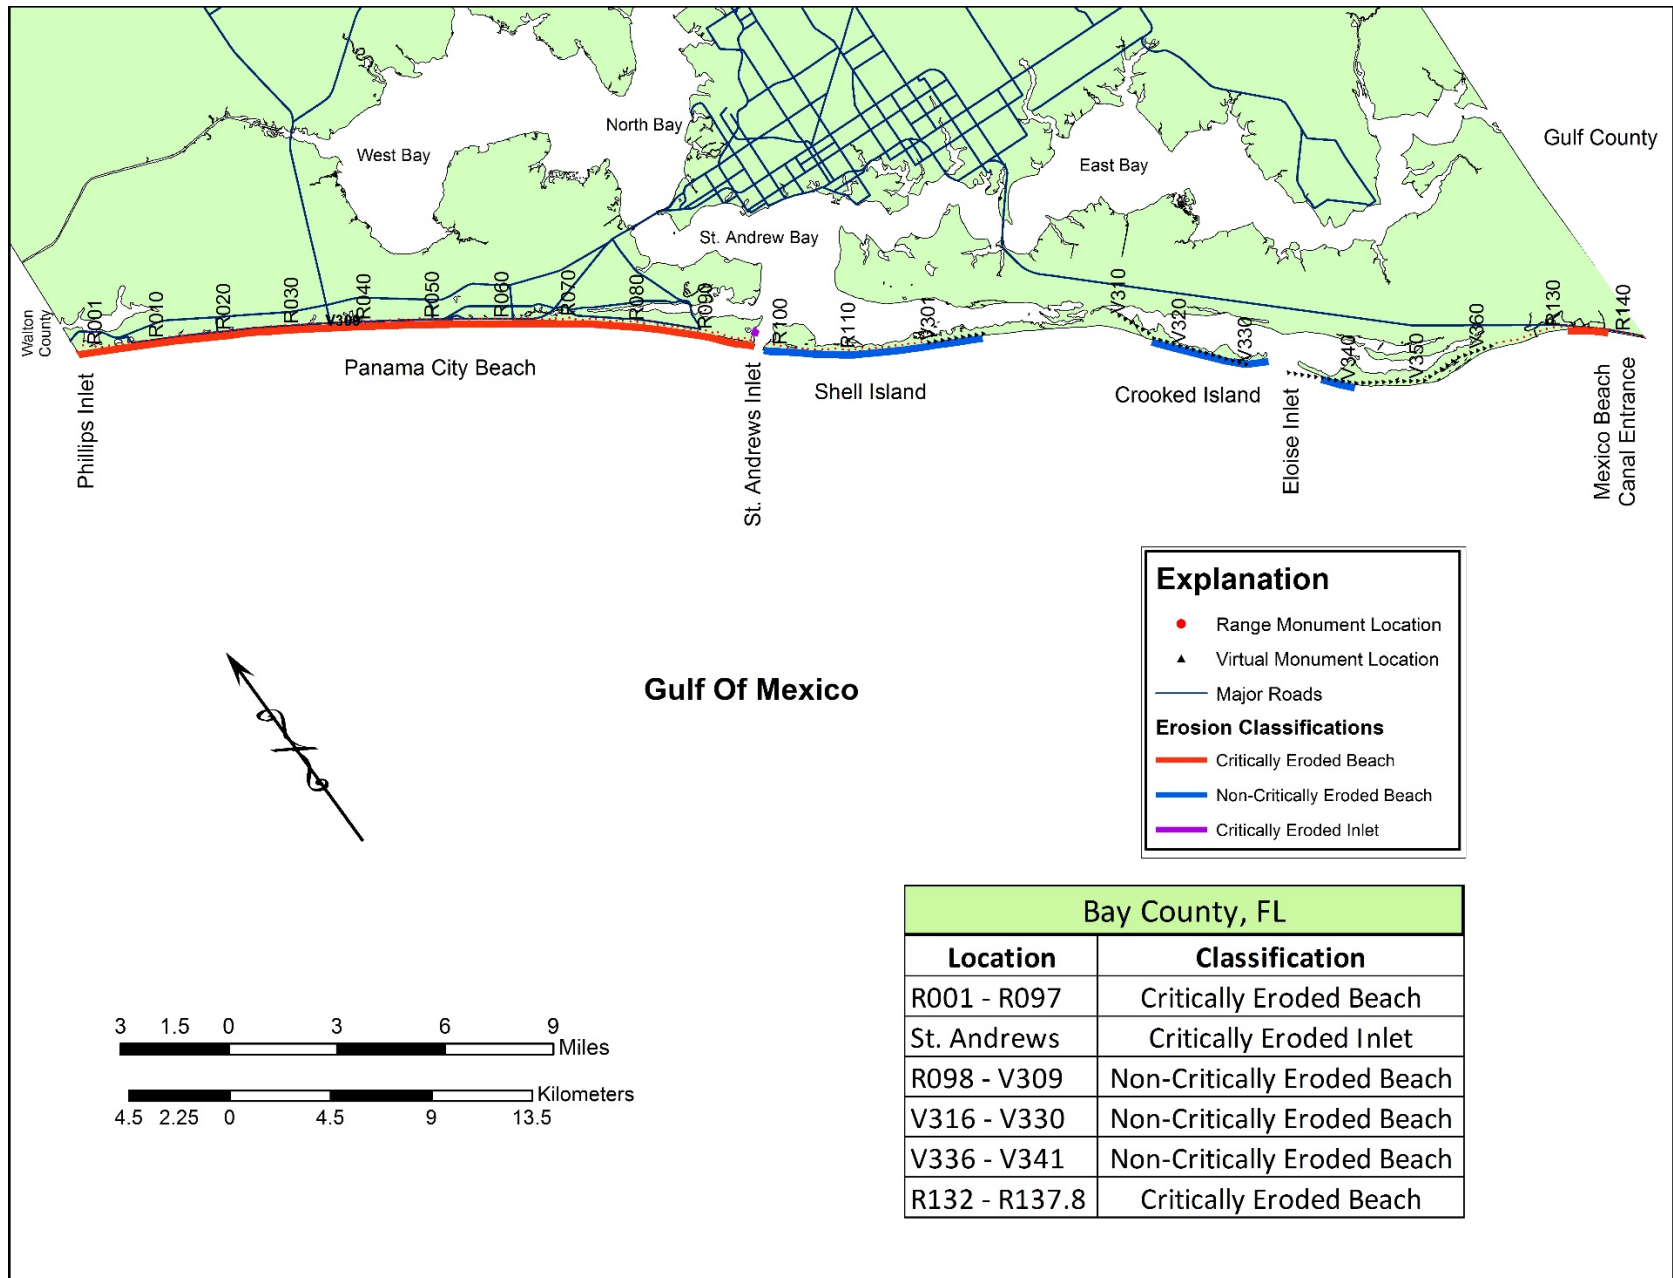 Gulf County
North Bay
West Bay
East Bay
St. Andrew Bay
Walton
County
R001
R010
R020
R030
R040
V309
R050
R060
R070
R080
R090
R100
R110
V301
V310
V320
V330
V340
V350
V360
R130
R140
Panama City Beach
Shell Island
Crooked Island
Phillips Inlet
St. Andrews Inlet
Eloise Inlet
Mexico Beach
Canal Entrance
Gulf Of Mexico
Explanation
Range Monument Location
Virtual Monument Location
Major Roads
Erosion Classifications
Critically Eroded Beach
Non-Critically Eroded Beach
Critically Eroded Inlet
Bay County, FL
Location Classification
R001 - R097 Critically Eroded Beach
St. Andrews Critically Eroded Inlet
R098 - V309 Non-Critically Eroded Beach
V316 - V330 Non-Critically Eroded Beach
V336 - V341 Non-Critically Eroded Beach
R132 - R137.8 Critically Eroded Beach
3 1.5 0 3 6 9
Miles
Kilometers
4.5 2.25 0 4.5 9 13.5